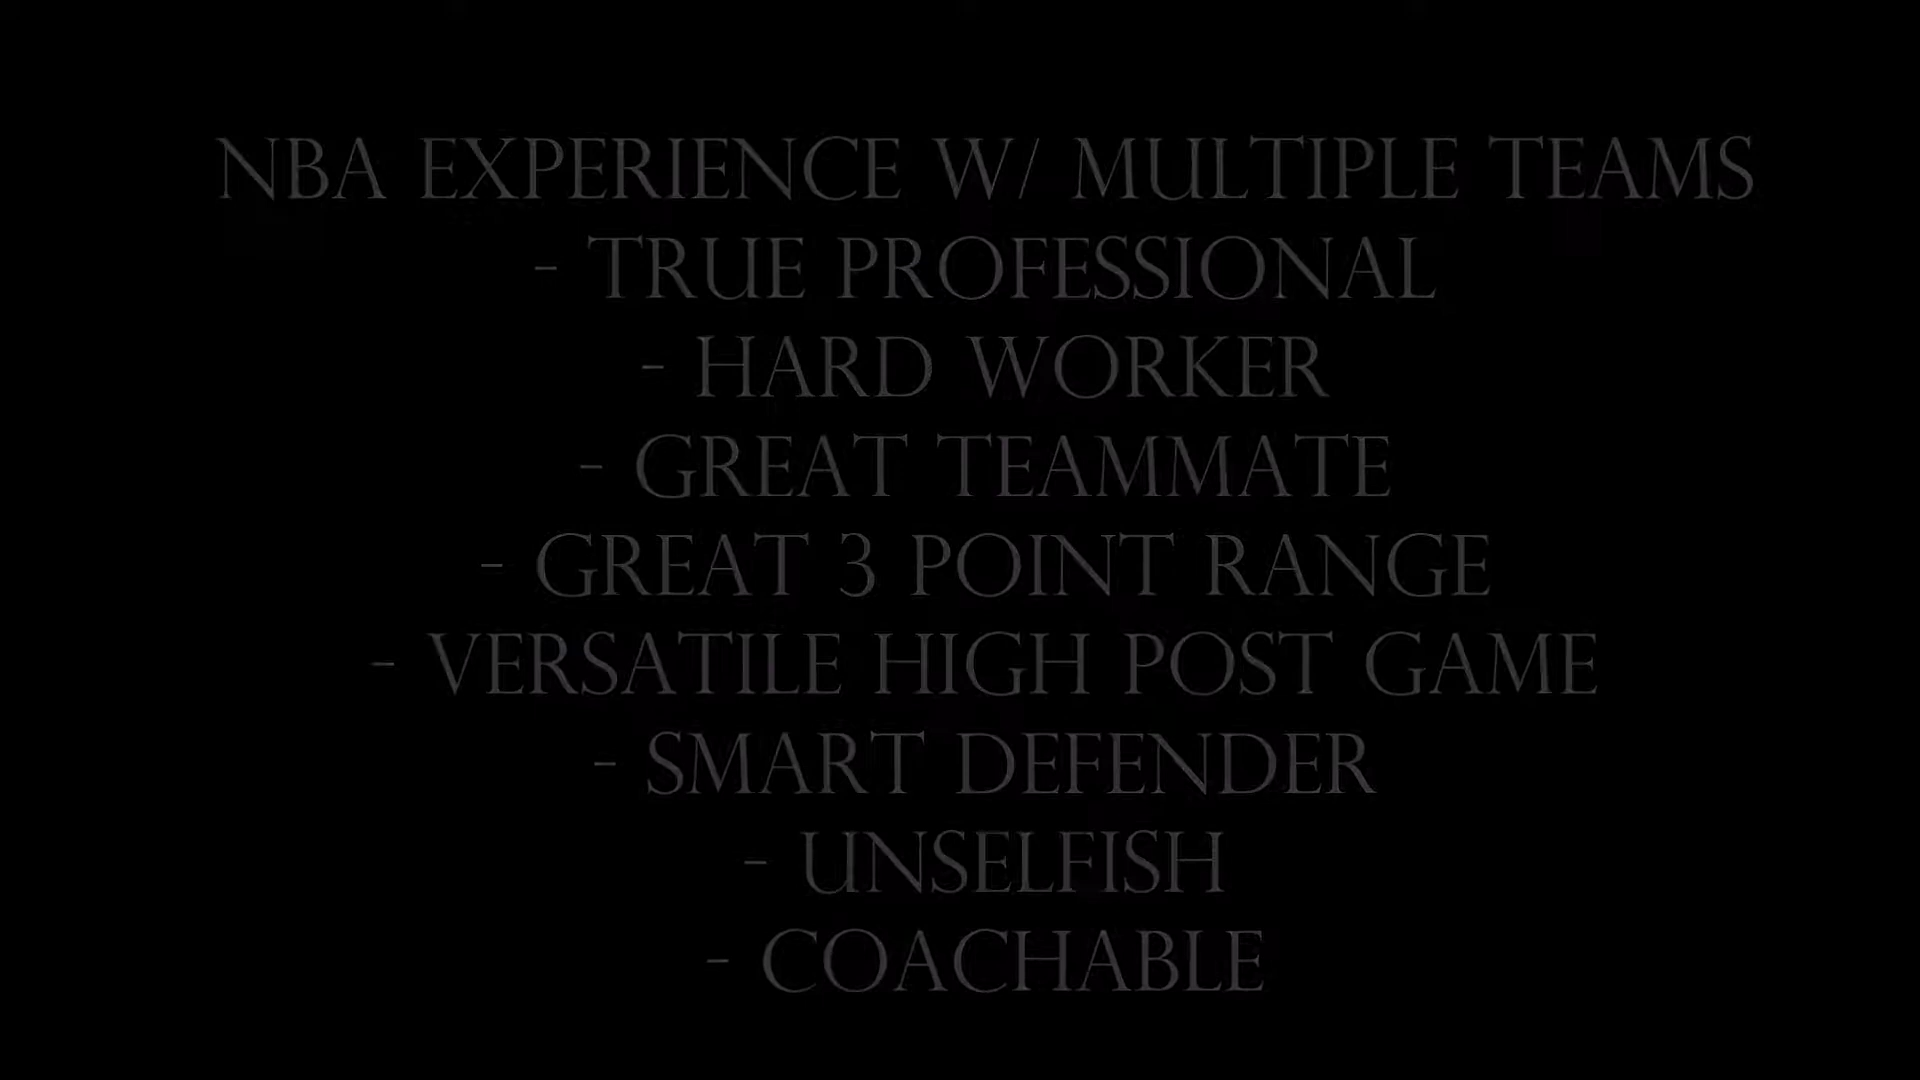 NBA EXPERIENCE W/ MULTIPLE TEAMS
- TRUE PROFESSIONAL
- HARD WORKER
- GREAT TEAMMATE
- GREAT 3 POINT RANGE
- VERSATILE HIGH POST GAME
- SMART DEFENDER
- UNSELFISH
- COACHABLE